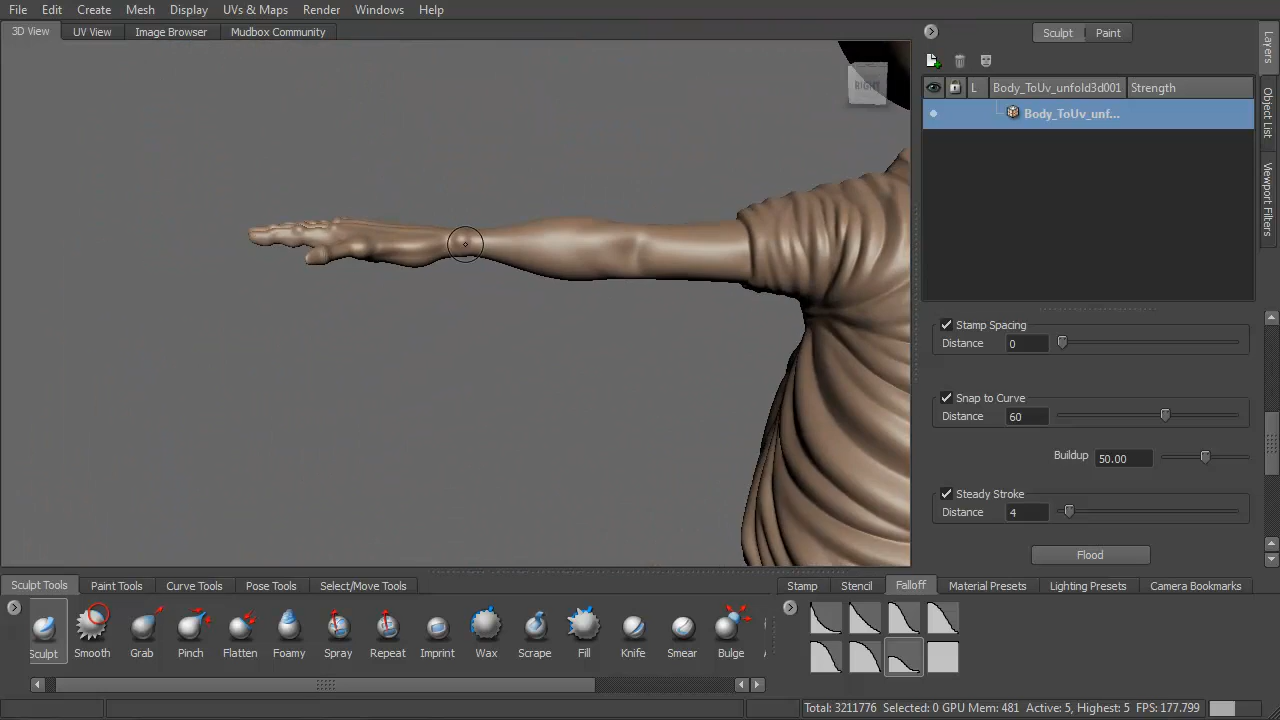 File Edit Create Mesh Display UVs & Maps Render Windows Help
3D View UV View Image Browser Mudbox Community
Sculpt Paint
Layers
Object List
Viewport Filters
L Body_ToUv_unfold3d001 Strength
Body_ToUv_unf...
RIGHT
Stamp Spacing
Distance 0
Snap to Curve
Distance 60
Buildup 50.00
Steady Stroke
Distance 4
Flood
Sculpt Tools Paint Tools Curve Tools Pose Tools Select/Move Tools
Stamp Stencil Falloff Material Presets Lighting Presets Camera Bookmarks
Sculpt Smooth Grab Pinch Flatten Foamy Spray Repeat Imprint Wax Scrape Fill Knife Smear Bulge
Total: 3211776 Selected: 0 GPU Mem: 481 Active: 5, Highest: 5 FPS: 177.799